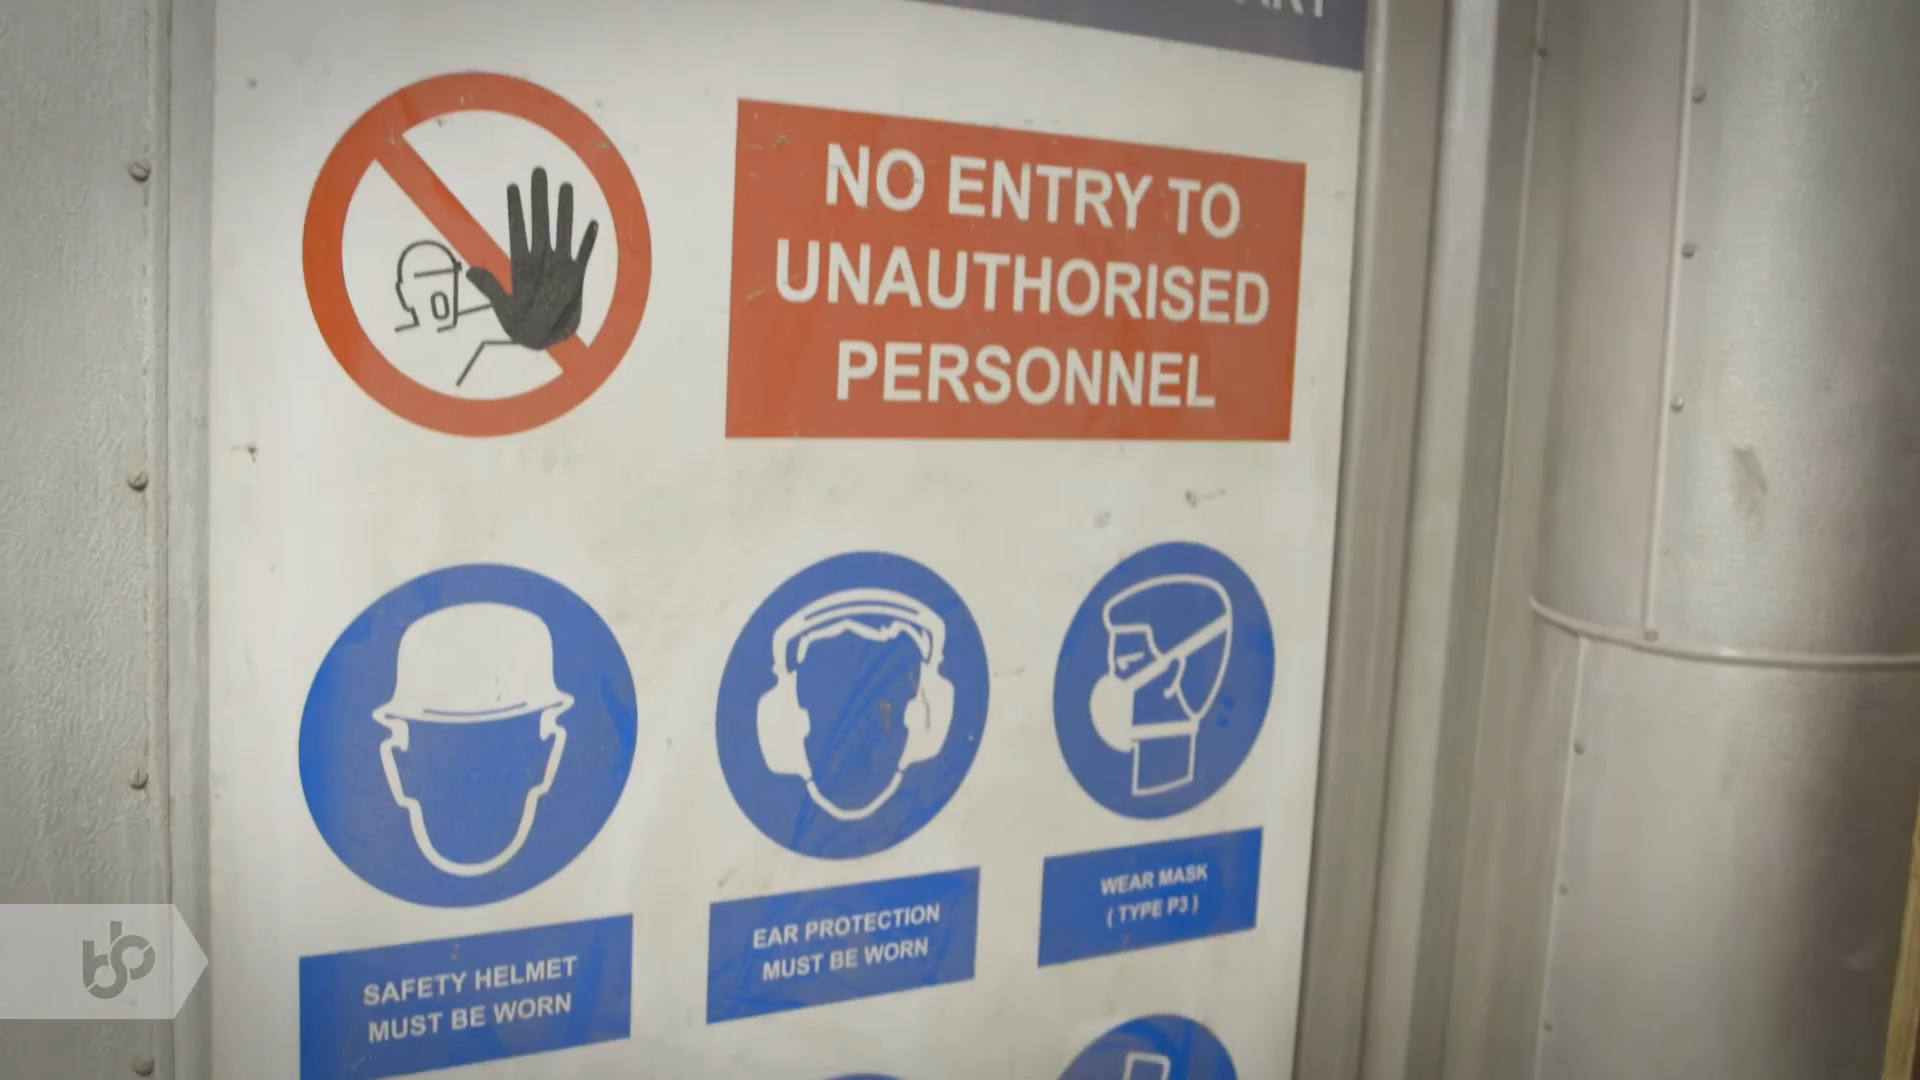 NO ENTRY TO
UNAUTHORISED
PERSONNEL
SAFETY HELMET
MUST BE WORN
EAR PROTECTION
MUST BE WORN
WEAR MASK
( TYPE P3 )